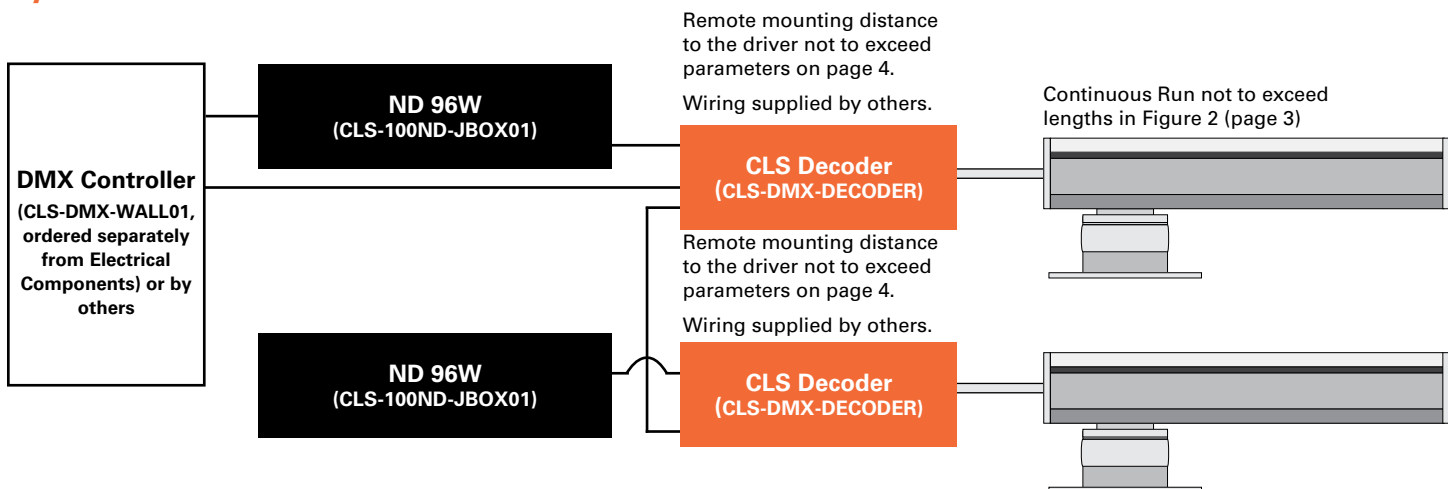 Remote mounting distance
to the driver not to exceed
parameters on page 4.
Wiring supplied by others.
ND 96W
(CLS-100ND-JBOX01)
Continuous Run not to exceed
lengths in Figure 2 (page 3)
CLS Decoder
(CLS-DMX-DECODER)
DMX Controller
(CLS-DMX-WALL01,
ordered separately
from Electrical
Components) or by
others
Remote mounting distance
to the driver not to exceed
parameters on page 4.
Wiring supplied by others.
ND 96W
(CLS-100ND-JBOX01)
CLS Decoder
(CLS-DMX-DECODER)